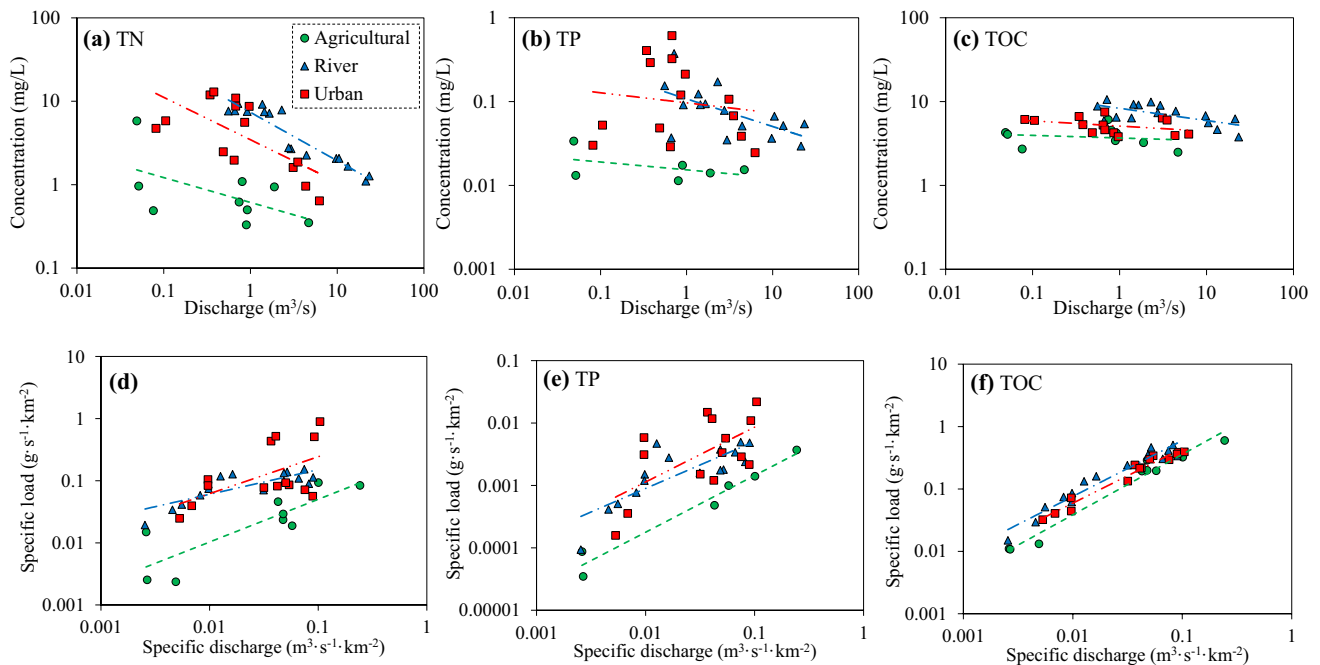 (a) TN
Agricultural
River
Urban
Concentration (mg/L)
100
10
1
0.1
0.01
0.1
1
10
100
Discharge (m³/s)
(b) TP
Concentration (mg/L)
1
0.1
0.01
0.001
0.01
0.1
1
10
100
Discharge (m³/s)
(c) TOC
Concentration (mg/L)
100
10
1
0.1
0.01
0.1
1
10
100
Discharge (m³/s)
(d)
Specific load (g·s⁻¹·km⁻²)
10
1
0.1
0.01
0.001
0.001
0.01
0.1
1
Specific discharge (m³·s⁻¹·km⁻²)
(e) TP
Specific load (g·s⁻¹·km⁻²)
0.1
0.01
0.001
0.0001
0.00001
0.001
0.01
0.1
1
Specific discharge (m³·s⁻¹·km⁻²)
(f) TOC
Specific load (g·s⁻¹·km⁻²)
10
1
0.1
0.01
0.001
0.001
0.01
0.1
1
Specific discharge (m³·s⁻¹·km⁻²)